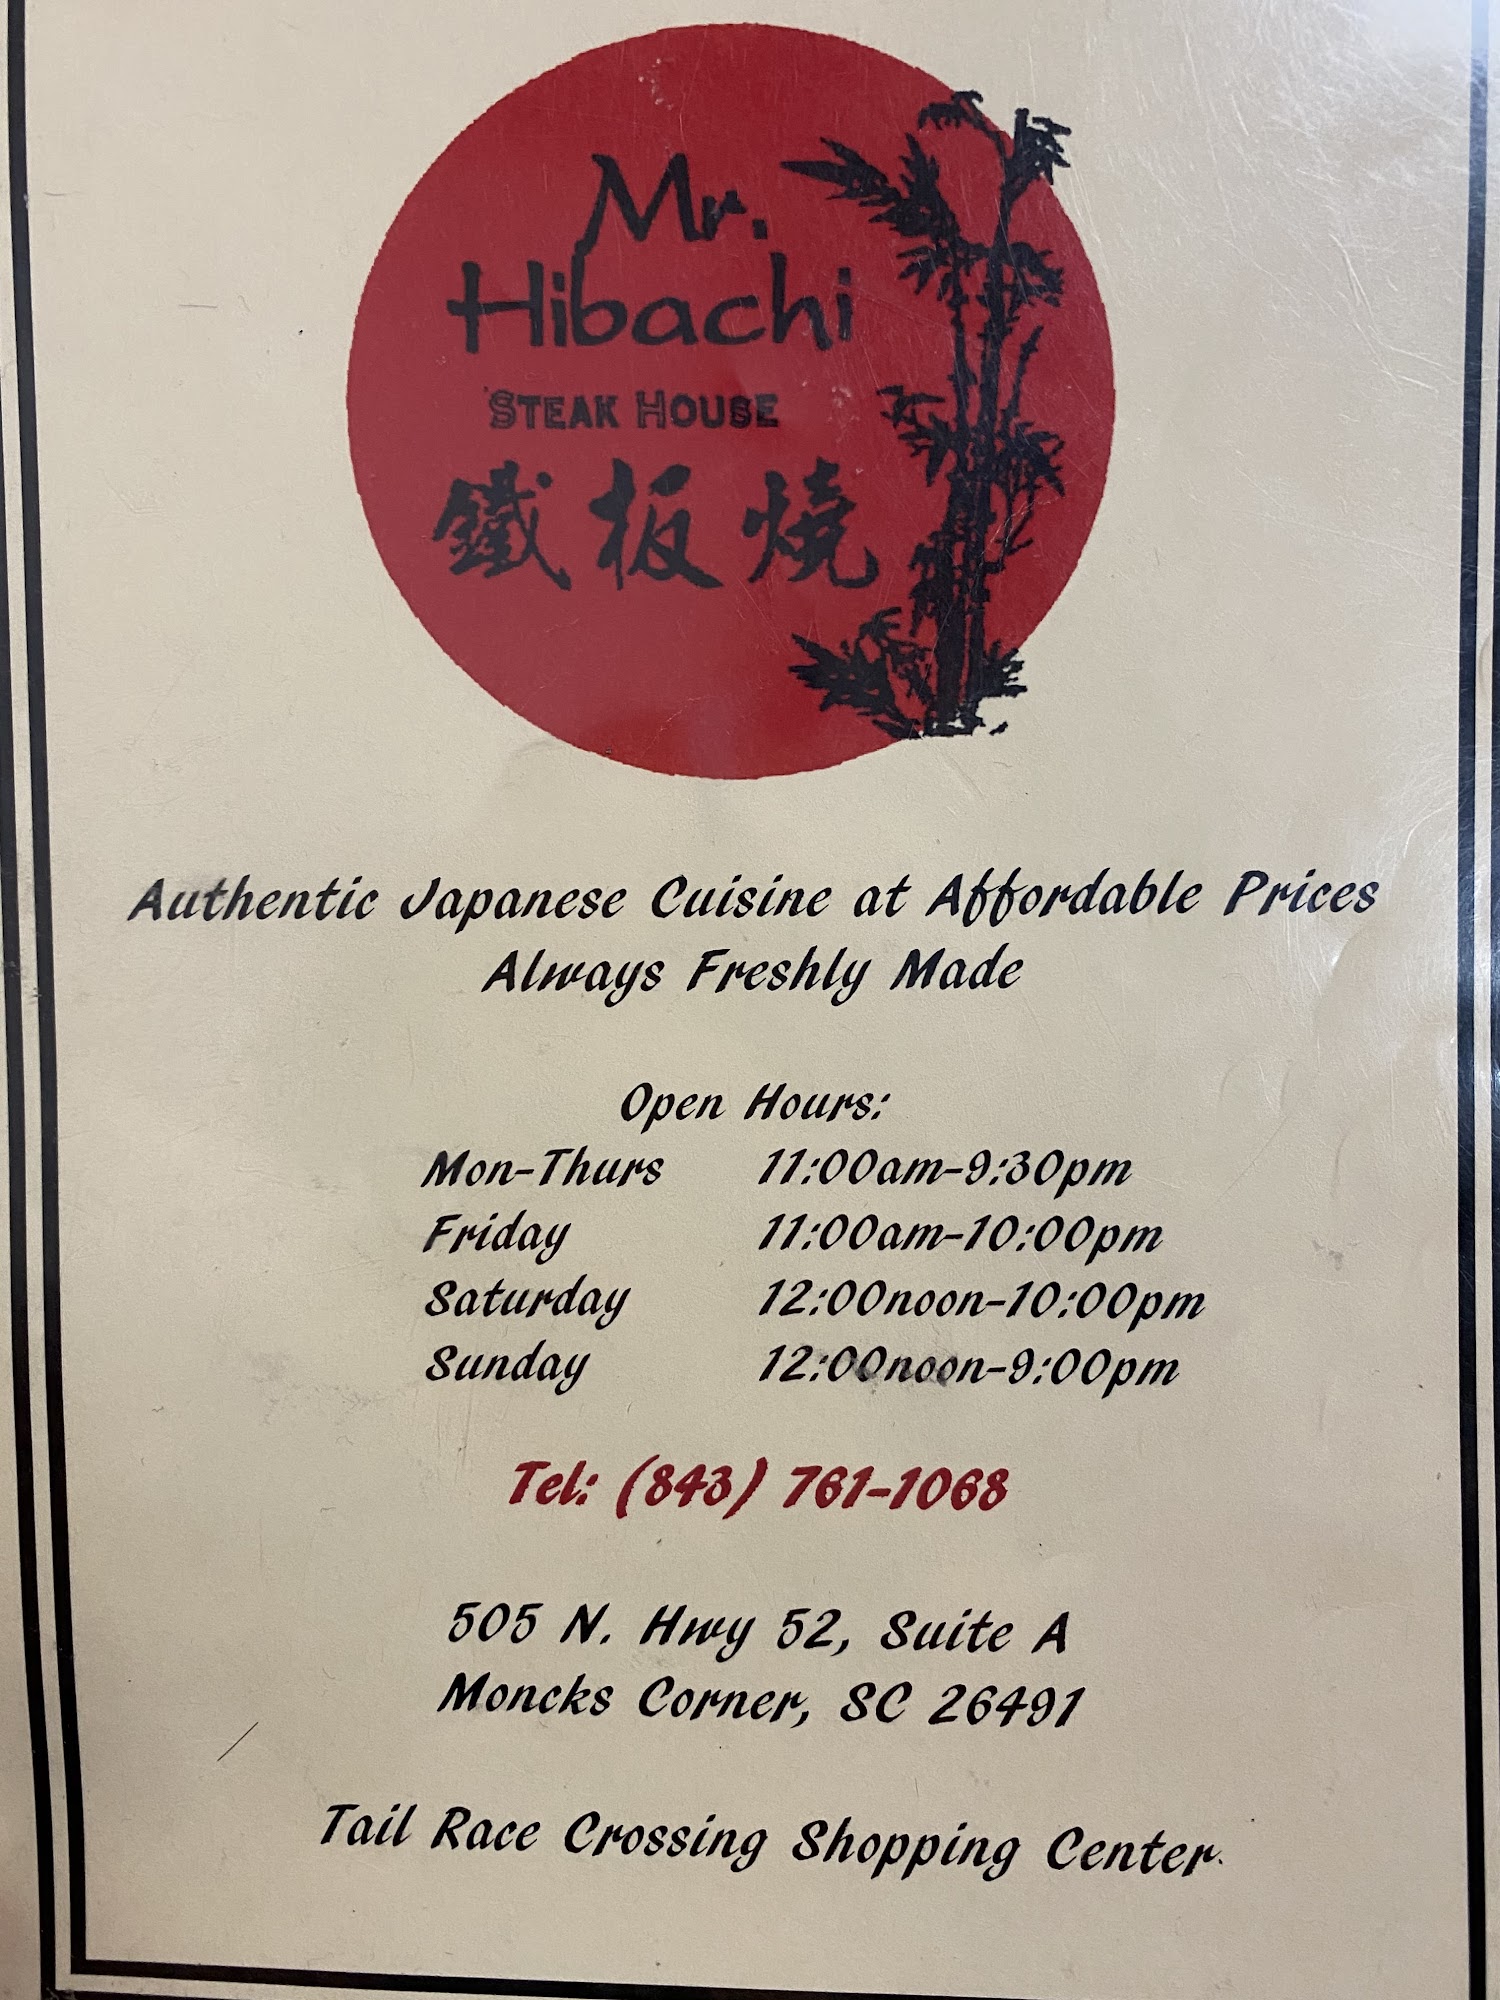 Mr.
Hibachi
STEAK HOUSE
鐵板燒
Authentic Japanese Cuisine at Affordable Prices
Always Freshly Made
Open Hours:
Mon-Thurs 11:00am-9:30pm
Friday 11:00am-10:00pm
Saturday 12:00noon-10:00pm
Sunday 12:00noon-9:00pm
Tel: (843) 761-1068
505 N. Hwy 52, Suite A
Moncks Corner, SC 26491
Tail Race Crossing Shopping Center